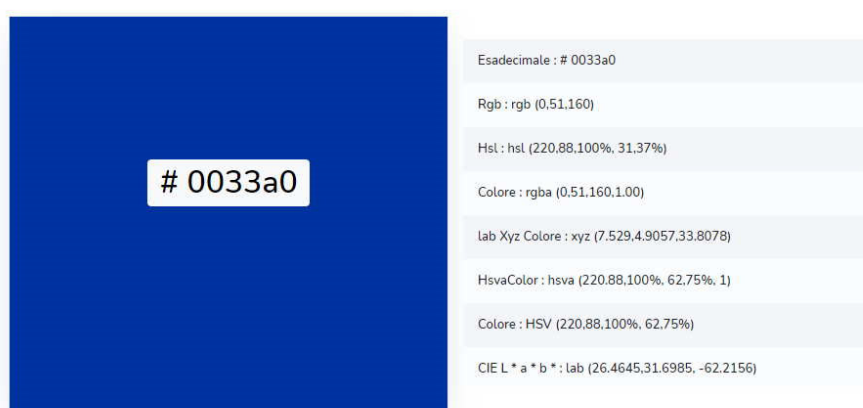 # 0033a0
Esadecimale : # 0033a0
Rgb : rgb (0,51,160)
Hsl : hsl (220,88,100%, 31,37%)
Colore : rgba (0,51,160,1.00)
lab Xyz Colore : xyz (7.529,4.9057,33.8078)
HsvaColor : hsva (220.88,100%, 62,75%, 1)
Colore : HSV (220,88,100%, 62,75%)
CIE L * a * b * : lab (26.4645,31.6985, -62.2156)